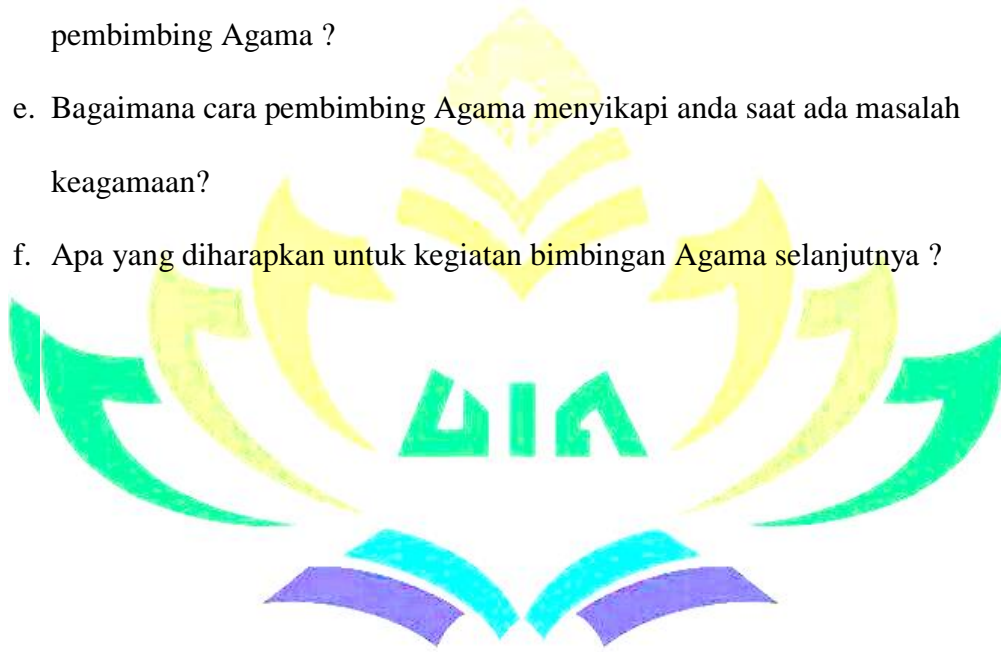 pembimbing Agama ?
e. Bagaimana cara pembimbing Agama menyikapi anda saat ada masalah
keagamaan?
f. Apa yang diharapkan untuk kegiatan bimbingan Agama selanjutnya ?